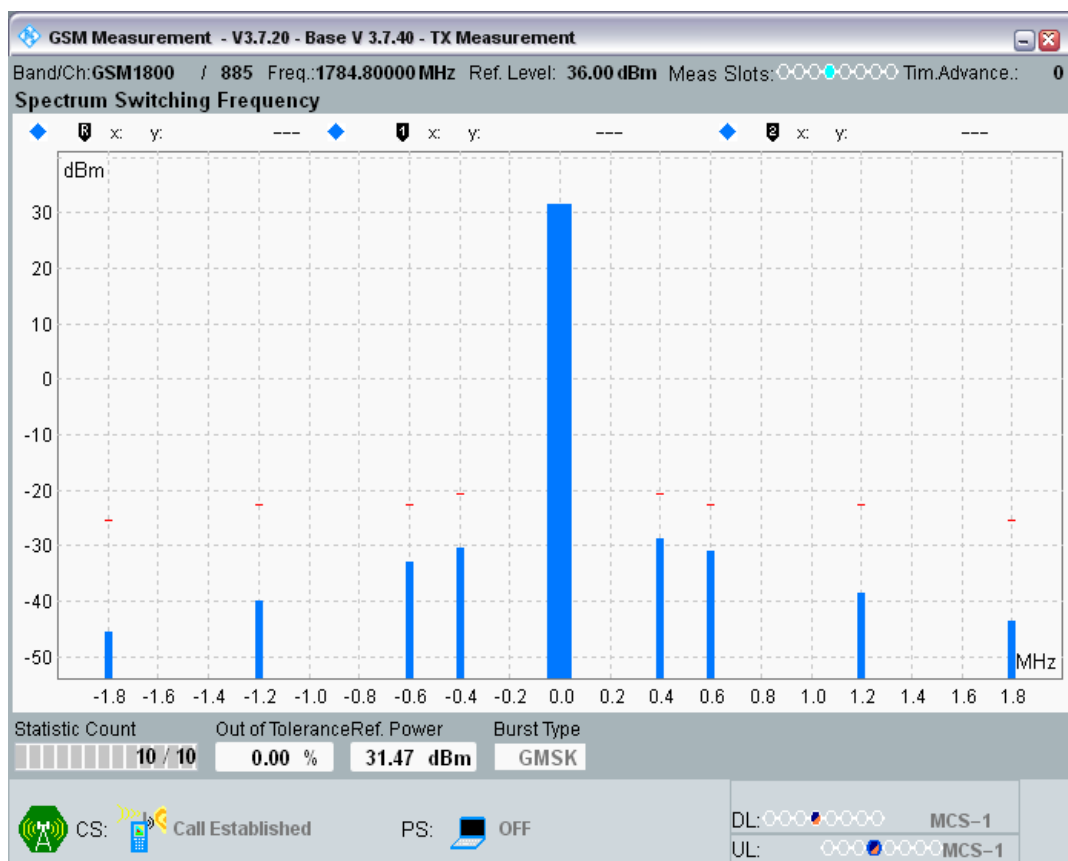 GSM Measurement - V3.7.20 - Base V 3.7.40 - TX Measurement
Band/Ch:GSM1800 / 885 Freq.:1784.80000 MHz Ref. Level: 36.00 dBm Meas Slots: Tim.Advance.: 0
Spectrum Switching Frequency
R x: y: --- 1 x: y: --- 2 x: y: ---
dBm
30
20
10
0
-10
-20
-30
-40
-50
MHz
-1.8 -1.6 -1.4 -1.2 -1.0 -0.8 -0.6 -0.4 -0.2 0.0 0.2 0.4 0.6 0.8 1.0 1.2 1.4 1.6 1.8
Statistic Count Out of Tolerance Ref. Power Burst Type
10 / 10 0.00 % 31.47 dBm GMSK
CS: Call Established PS: OFF
DL: MCS-1
UL: MCS-1